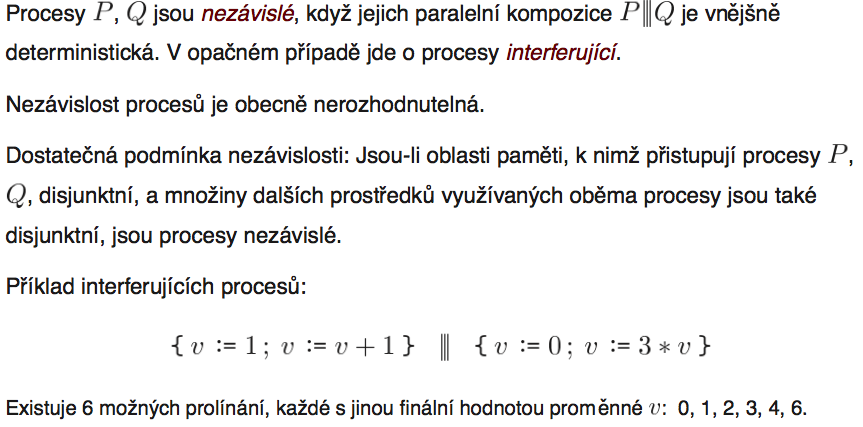 Procesy P, Q jsou nezávislé, když jejich paralelní kompozice P|||Q je vnějšně
deterministická. V opačném případě jde o procesy interferující.
Nezávislost procesů je obecně nerozhodnutelná.
Dostatečná podmínka nezávislosti: Jsou-li oblasti paměti, k nimž přistupují procesy P,
Q, disjunktní, a množiny dalších prostředků využívaných oběma procesy jsou také
disjunktní, jsou procesy nezávislé.
Příklad interferujících procesů:
{ v := 1 ; v := v + 1 } ||| { v := 0 ; v := 3 * v }
Existuje 6 možných prolínání, každé s jinou finální hodnotou proměnné v: 0, 1, 2, 3, 4, 6.